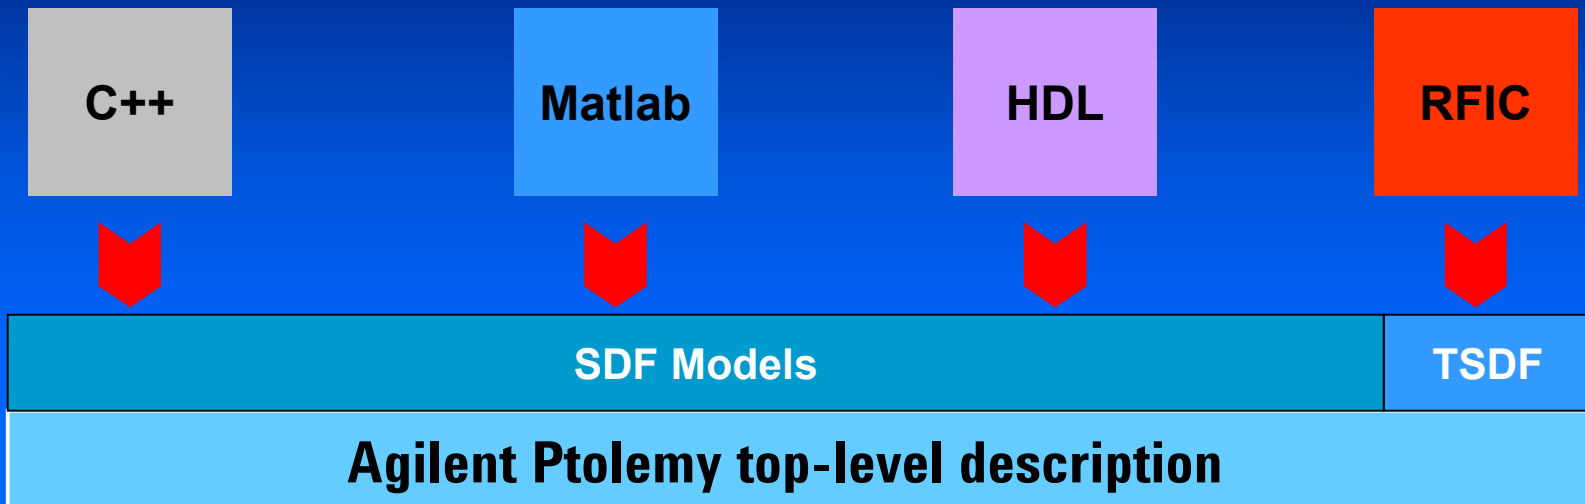 C++
Matlab
HDL
RFIC
SDF Models
TSDF
Agilent Ptolemy top-level description